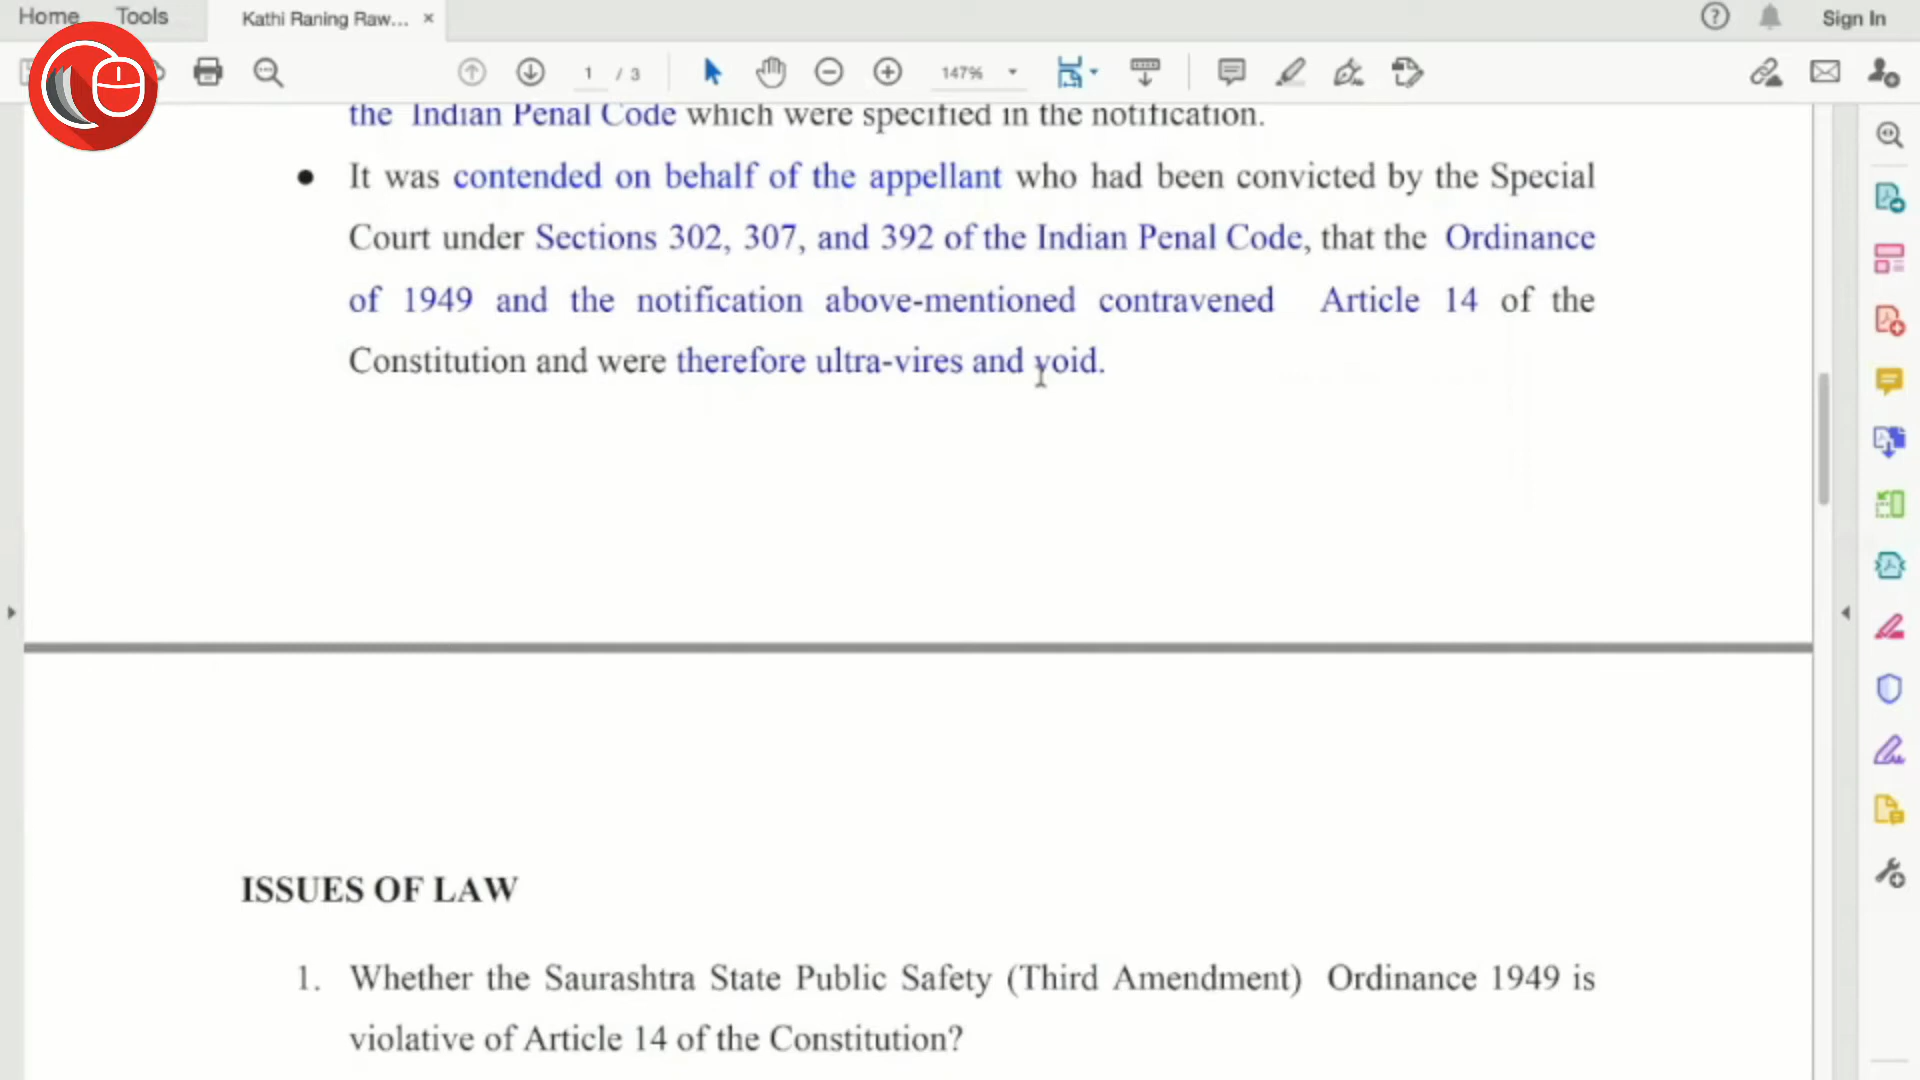 Home Tools Kathi Raning Raw... × Sign In
1 / 3 147%
the Indian Penal Code which were specified in the notification.
● It was contended on behalf of the appellant who had been convicted by the Special
Court under Sections 302, 307, and 392 of the Indian Penal Code, that the Ordinance
of 1949 and the notification above-mentioned contravened Article 14 of the
Constitution and were therefore ultra-vires and void.
ISSUES OF LAW
1. Whether the Saurashtra State Public Safety (Third Amendment) Ordinance 1949 is
violative of Article 14 of the Constitution?